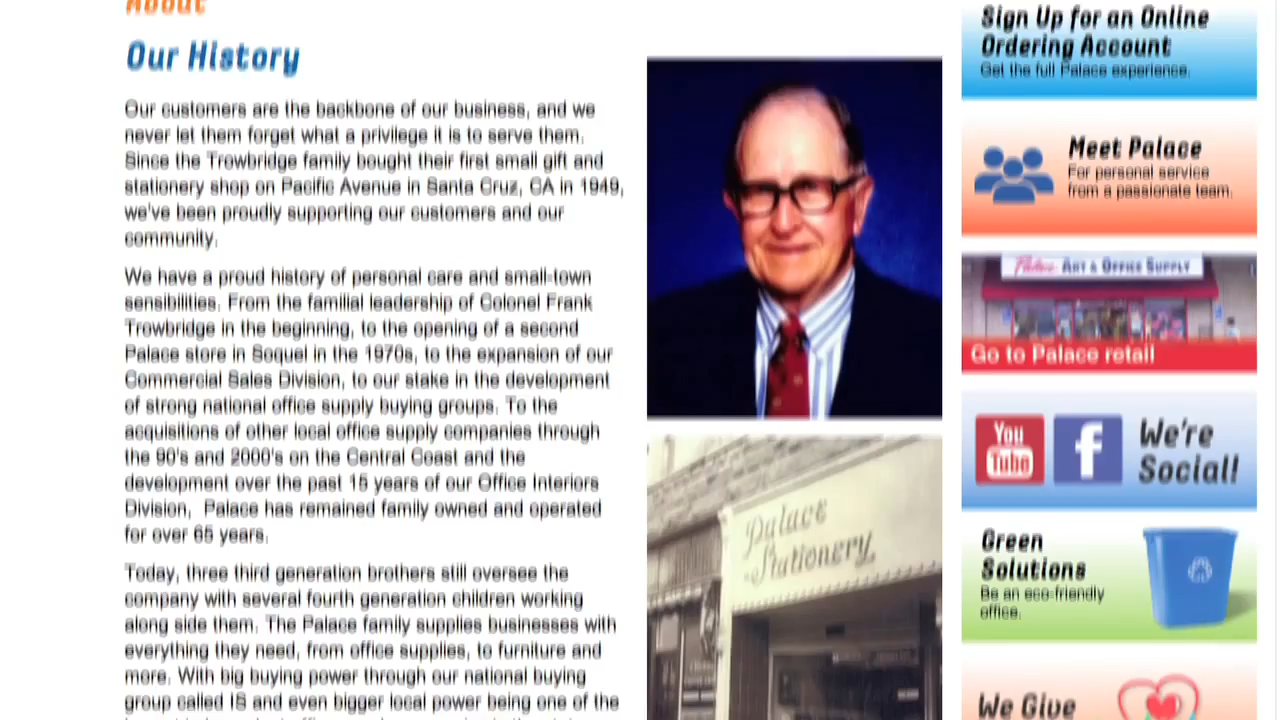 About
Our History
Our customers are the backbone of our business, and we
never let them forget what a privilege it is to serve them.
Since the Trowbridge family bought their first small gift and
stationery shop on Pacific Avenue in Santa Cruz, CA in 1949,
we've been proudly supporting our customers and our
community.
We have a proud history of personal care and small-town
sensibilities. From the familial leadership of Colonel Frank
Trowbridge in the beginning, to the opening of a second
Palace store in Soquel in the 1970s, to the expansion of our
Commercial Sales Division, to our stake in the development
of strong national office supply buying groups. To the
acquisitions of other local office supply companies through
the 90's and 2000's on the Central Coast and the
development over the past 15 years of our Office Interiors
Division, Palace has remained family owned and operated
for over 65 years.
Today, three third generation brothers still oversee the
company with several fourth generation children working
along side them. The Palace family supplies businesses with
everything they need, from office supplies, to furniture and
more. With big buying power through our national buying
group called IS and even bigger local power being one of the
Palace
Stationery
Sign Up for an Online
Ordering Account
Get the full Palace experience.
Meet Palace
For personal service
from a passionate team.
Palace ART & OFFICE SUPPLY
Go to Palace retail
You
Tube
f
We're
Social!
Green
Solutions
Be an eco-friendly
office.
We Give